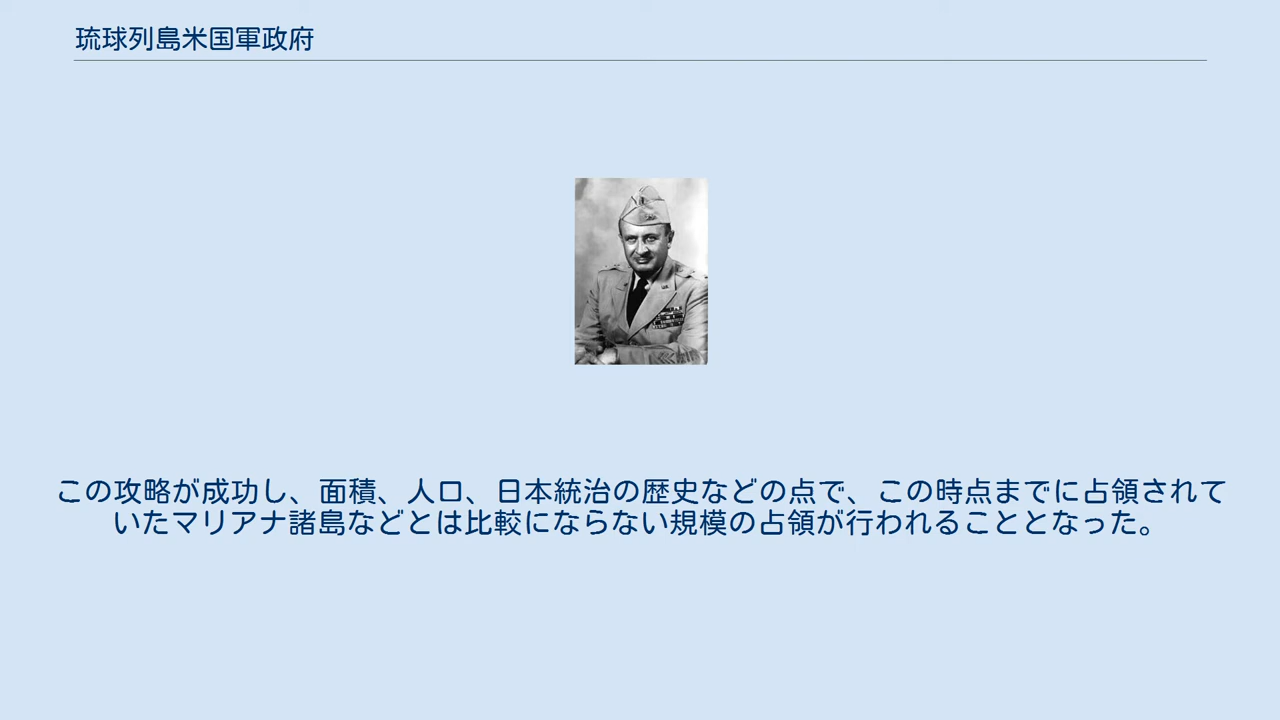 琉球列島米国軍政府
この攻略が成功し、面積、人口、日本統治の歴史などの点で、この時点までに占領されて
いたマリアナ諸島などとは比較にならない規模の占領が行われることとなった。